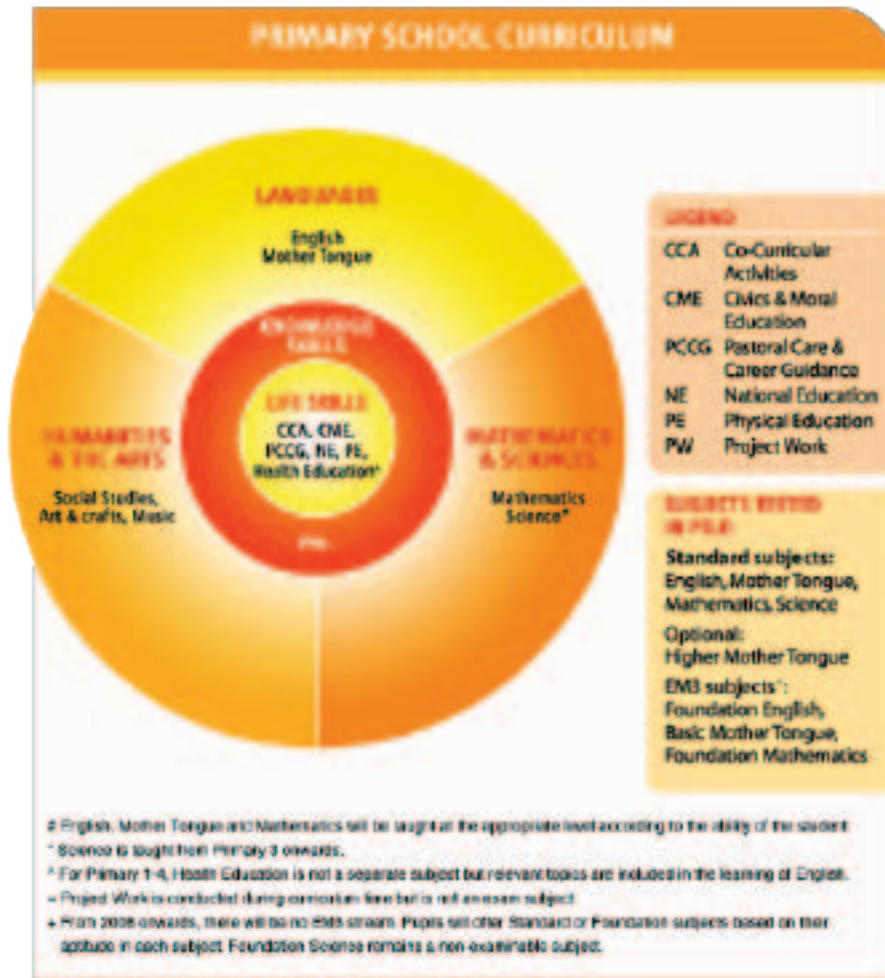 PRIMARY SCHOOL CURRICULUM
LANGUAGES
English
Mother Tongue
KNOWLEDGE
SKILLS
LIFE SKILLS
CCA, CME,
PCCG, NE, PE,
Health Education^
HUMANITIES
& THE ARTS
Social Studies,
Art & crafts, Music
MATHEMATICS
& SCIENCES
Mathematics
Science*
PW~
LEGEND
CCA Co-Curricular
Activities
CME Civics & Moral
Education
PCCG Pastoral Care &
Career Guidance
NE National Education
PE Physical Education
PW Project Work
SUBJECTS TESTED
IN PSLE:
Standard subjects:
English, Mother Tongue,
Mathematics, Science
Optional:
Higher Mother Tongue
EM3 subjects+:
Foundation English,
Basic Mother Tongue,
Foundation Mathematics
# English, Mother Tongue and Mathematics will be taught at the appropriate level according to the ability of the student
* Science is taught from Primary 3 onwards.
^ For Primary 1-4, Health Education is not a separate subject but relevant topics are included in the learning of English.
~ Project Work is conducted during curriculum time but is not an exam subject
+ From 2008 onwards, there will be no EM3 stream. Pupils will offer Standard or Foundation subjects based on their
aptitude in each subject. Foundation Science remains a non-examinable subject.